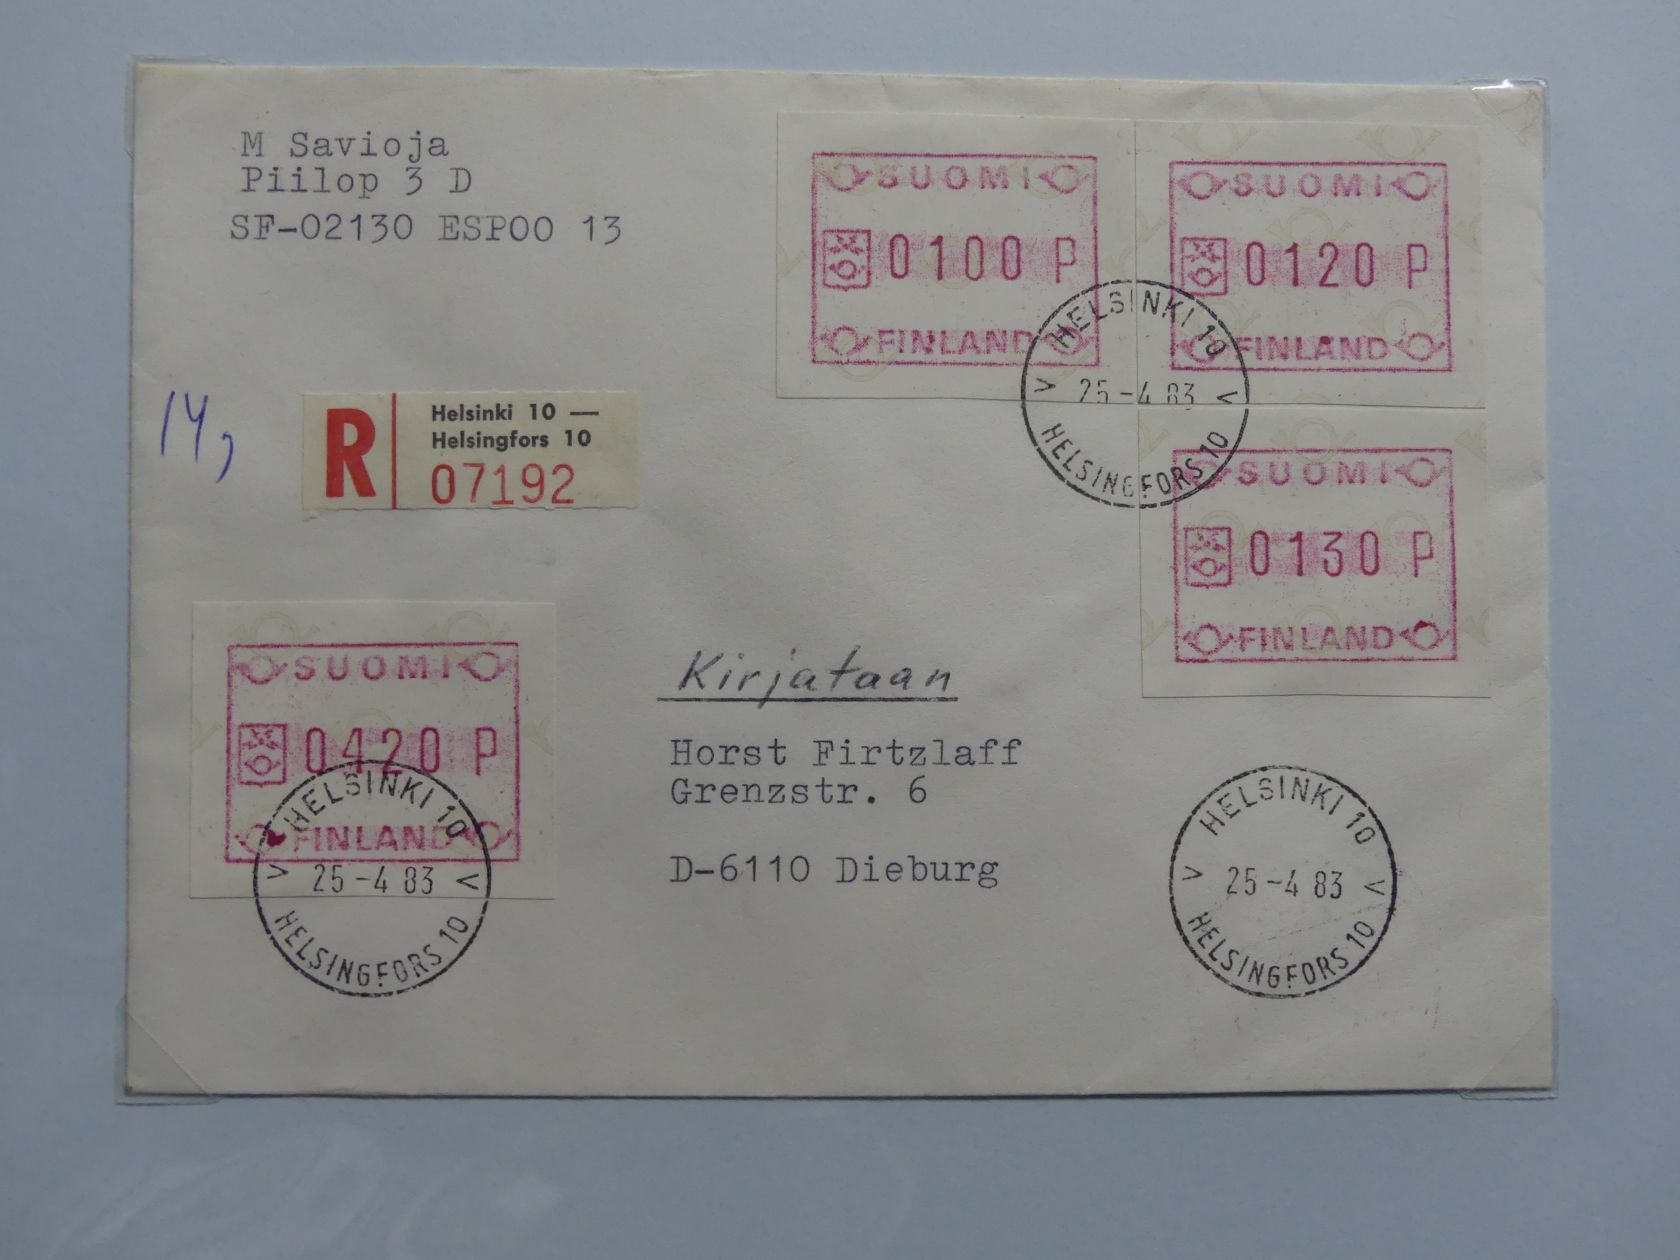 M Savioja
Piilop 3 D
SF-02130 ESPOO 13
SUOMI
0100 P
FINLAND
SUOMI
0120 P
FINLAND
HELSINKI 10
25-4 83
HELSINGFORS 10
14,
R
Helsinki 10 —
Helsingfors 10
07192
SUOMI
0130 P
FINLAND
SUOMI
0420 P
FINLAND
HELSINKI 10
25-4 83
HELSINGFORS 10
Kirjataan
Horst Firtzlaff
Grenzstr. 6
D-6110 Dieburg
HELSINKI 10
25-4 83
HELSINGFORS 10